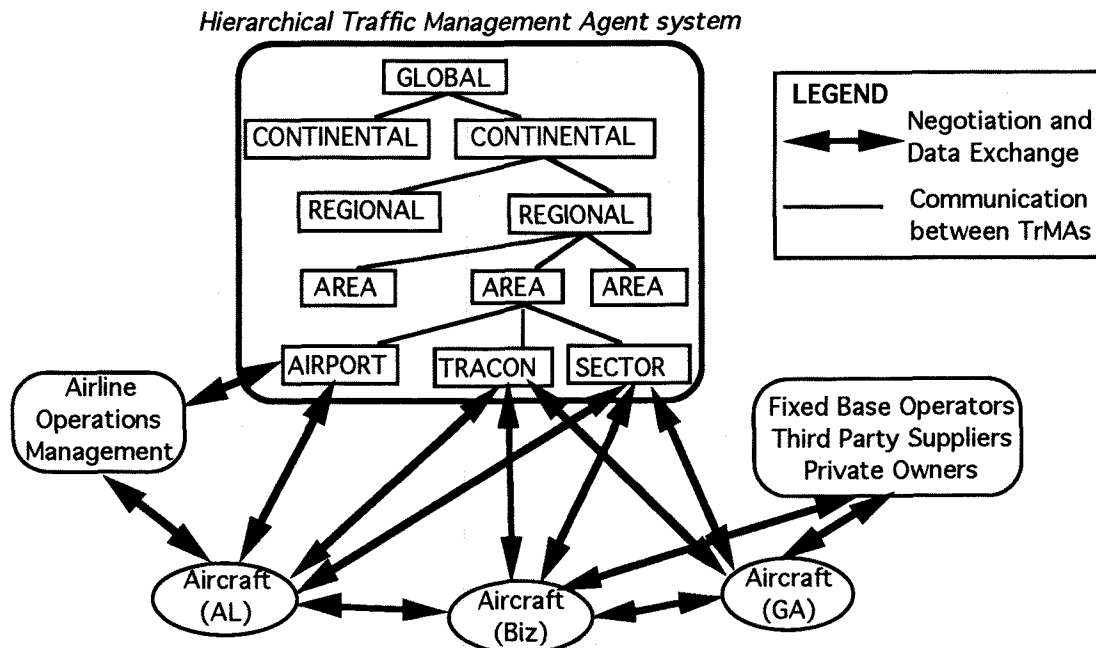 Hierarchical Traffic Management Agent system
GLOBAL
CONTINENTAL
CONTINENTAL
REGIONAL
REGIONAL
AREA
AREA
AREA
AIRPORT
TRACON
SECTOR
LEGEND
Negotiation and
Data Exchange
Communication
between TrMAs
Airline
Operations
Management
Fixed Base Operators
Third Party Suppliers
Private Owners
Aircraft
(AL)
Aircraft
(Biz)
Aircraft
(GA)